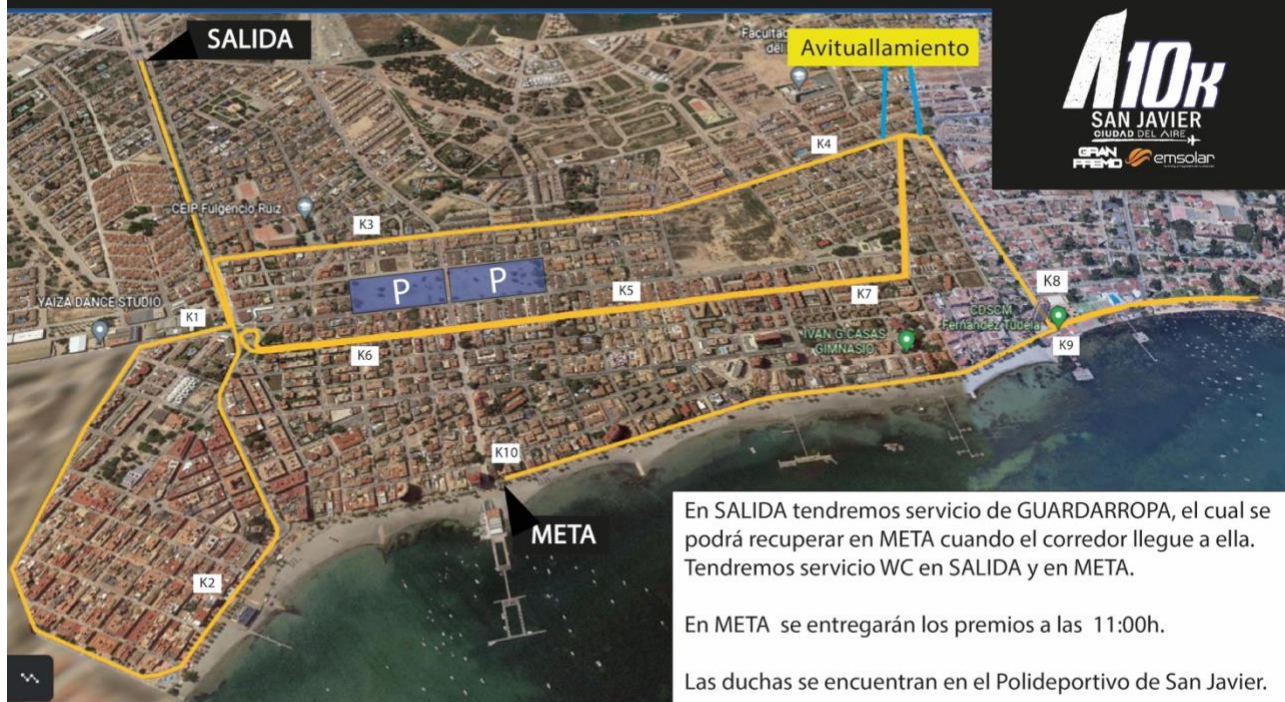 SALIDA
Avituallamiento
10K
SAN JAVIER
CIUDAD DEL AIRE
GRAN
PREMIO
emsolar
K4
CEIP Fulgencio Ruiz
K3
P
P
K5
K7
K8
YAIZA DANCE STUDIO
K1
CDSCM
Fernández Tudela
IVAN G CASAS
GIMNASIO
K9
K6
K10
META
K2
En SALIDA tendremos servicio de GUARDARROPA, el cual se
podrá recuperar en META cuando el corredor llegue a ella.
Tendremos servicio WC en SALIDA y en META.
En META se entregarán los premios a las 11:00h.
Las duchas se encuentran en el Polideportivo de San Javier.